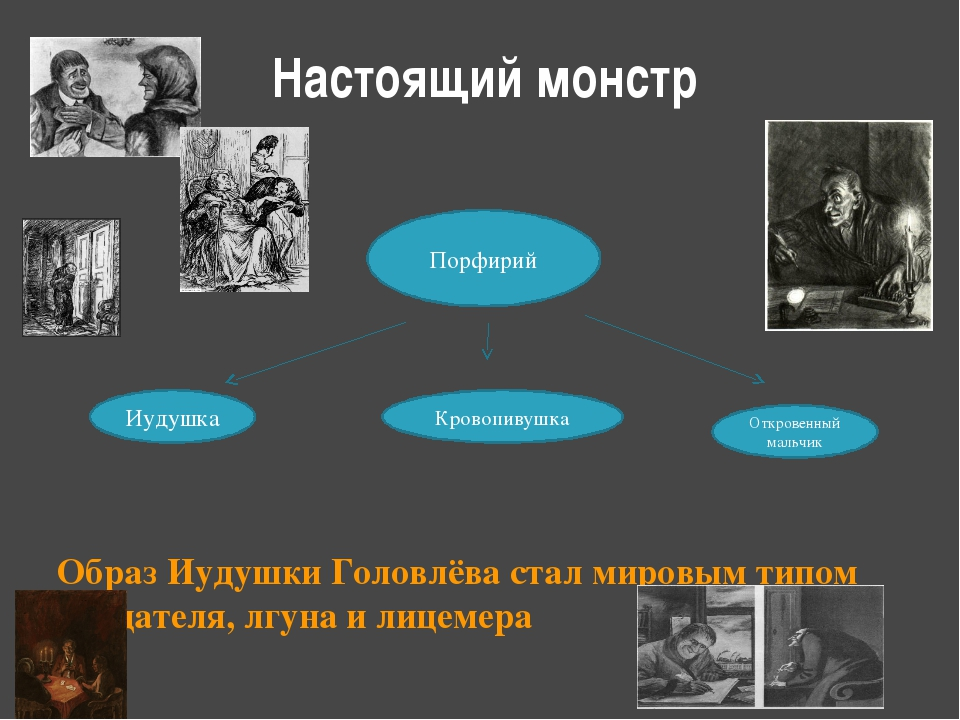 Настоящий монстр
Порфирий
Иудушка
Кровопивушка
Откровенный
мальчик
Образ Иудушки Головлёва стал мировым типом
лгуна и лицемера